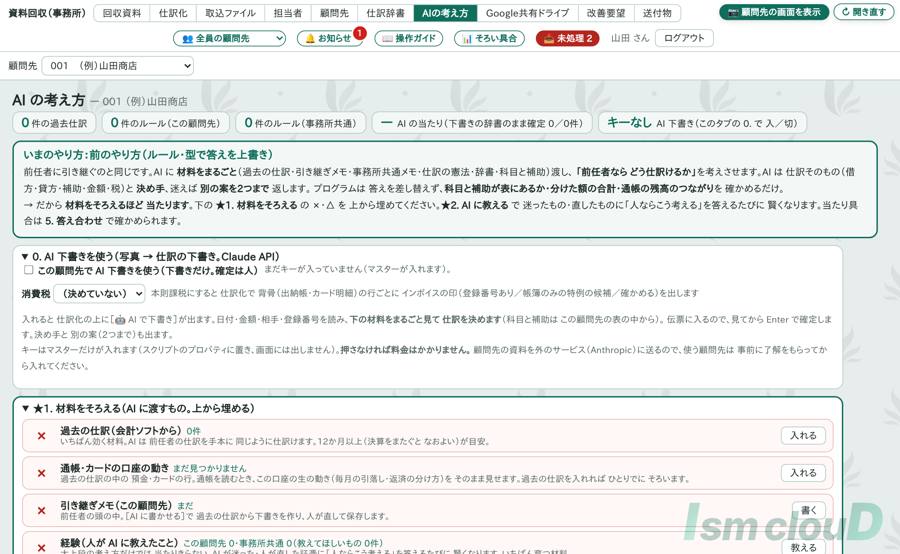 資料回収（事務所） 回収資料 仕訳化 取込ファイル 担当者 顧問先 仕訳辞書 AIの考え方 Google共有ドライブ 改善要望 送付物 📷 顧問先の画面を表示 ↻ 開き直す
👥 全員の顧問先 🔔 お知らせ 1 📖 操作ガイド 📊 そろい具合 📥 未処理 2 山田 さん ログアウト
顧問先 001 （例）山田商店
AI の考え方 — 001 （例）山田商店
0 件の過去仕訳 0 件のルール（この顧問先） 0 件のルール（事務所共通） — AI の当たり（下書きの辞書のまま確定 0／0件） キーなし AI 下書き（このタブの 0. で 入／切）
いまのやり方：前のやり方（ルール・型で答えを上書き）
前任者に引き継ぐのと同じです。AI に 材料をまるごと（過去の仕訳・引き継ぎメモ・事務所共通メモ・仕訳の憲法・辞書・科目と補助）渡し、「前任者なら どう仕訳けるか」を考えさせます。AI は 仕訳そのもの（借
方・貸方・補助・金額・税）と 決め手、迷えば 別の案を2つまで 返します。プログラムは 答えを差し替えず、科目と補助が表にあるか・分けた額の合計・通帳の残高のつながり を 確かめるだけ。
→ だから 材料をそろえるほど 当たります。下の ★1. 材料をそろえる の ×・△ を 上から埋めてください。★2. AI に教える で 迷ったもの・直したものに「人ならこう考える」を答えるたびに 賢くなります。当たり具
合は 5. 答え合わせ で確かめられます。
▼ 0. AI 下書きを使う（写真 → 仕訳の下書き。Claude API）
この顧問先で AI 下書きを使う（下書きだけ。確定は人） まだキーが入っていません（マスターが入れます）。
消費税 （決めていない） 本則課税にすると 仕訳化で 背骨（出納帳・カード明細）の行ごとに インボイスの印（登録番号あり／帳簿のみの特例の候補／確かめる）を出します
入れると 仕訳化の上に［🤖 AI で下書き］が出ます。日付・金額・相手・登録番号を読み、下の材料をまるごと見て 仕訳を決めます（科目と補助は この顧問先の表の中から）。 伝票に入るので、見てから Enter で確定しま
す。決め手と 別の案（2つまで）も出ます。
キーはマスターだけが入れます（スクリプトのプロパティに置き、画面には出しません）。押さなければ料金はかかりません。 顧問先の資料を外のサービス（Anthropic）に送るので、使う顧問先は 事前に了解をもらってか
ら入れてください。
▼ ★1. 材料をそろえる（AI に渡すもの。上から埋める）
× 過去の仕訳（会計ソフトから） 0件 入れる
いちばん効く材料。AI は 前任者の仕訳を手本に 同じように仕訳けます。12か月以上（決算をまたぐと なおよい）が目安。
× 通帳・カードの口座の動き まだ見つかりません 入れる
過去の仕訳の中の 預金・カードの行。通帳を読むとき、この口座の生の動き（毎月の引落し・返済の分け方）を そのまま見せます。過去の仕訳を入れれば ひとりでに そろいます。
× 引き継ぎメモ（この顧問先） まだ 書く
前任者の頭の中。［AI に書かせる］で 過去の仕訳から下書きを作り、人が直して保存します。
× 経験（人が AI に教えた数） この顧問先 0・事務所共通 0（教えてほしいもの 0件） 教える
Ism clouD